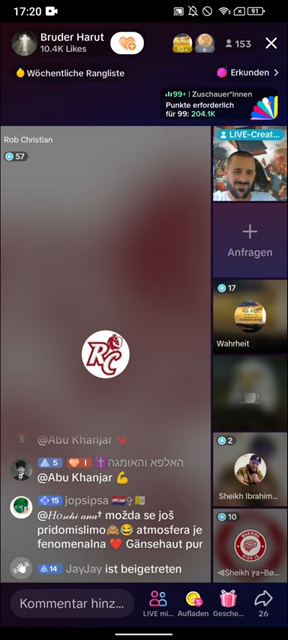 17:20
91
Bruder Harut
10.4K Likes
10+
6
153
Wöchentliche Rangliste
Erkunden
99+ | Zuschauer*innen
Punkte erforderlich
für 99: 204.1K
Rob Christian
57
LIVE-Creat...
Anfragen
RC
17
Wahrheit
2
Sheikh Ibrahim...
10
@Abu Khanjar ❤️
5 1 ✝️ האלפא והאומגה
@Abu Khanjar 💪
15 jopsipsa 🇭🇷✞🇻🇦
@𝐻𝑜𝓈𝒸𝒽𝒾 𝒶𝓃𝒶† možda se još
pridomislimo🙈😂 atmosfera je
fenomenalna ❤️ Gänsehaut pur
14 JayJay ist beigetreten
Kommentar hinz...
LIVE mi...
Aufladen
Gesche...
26